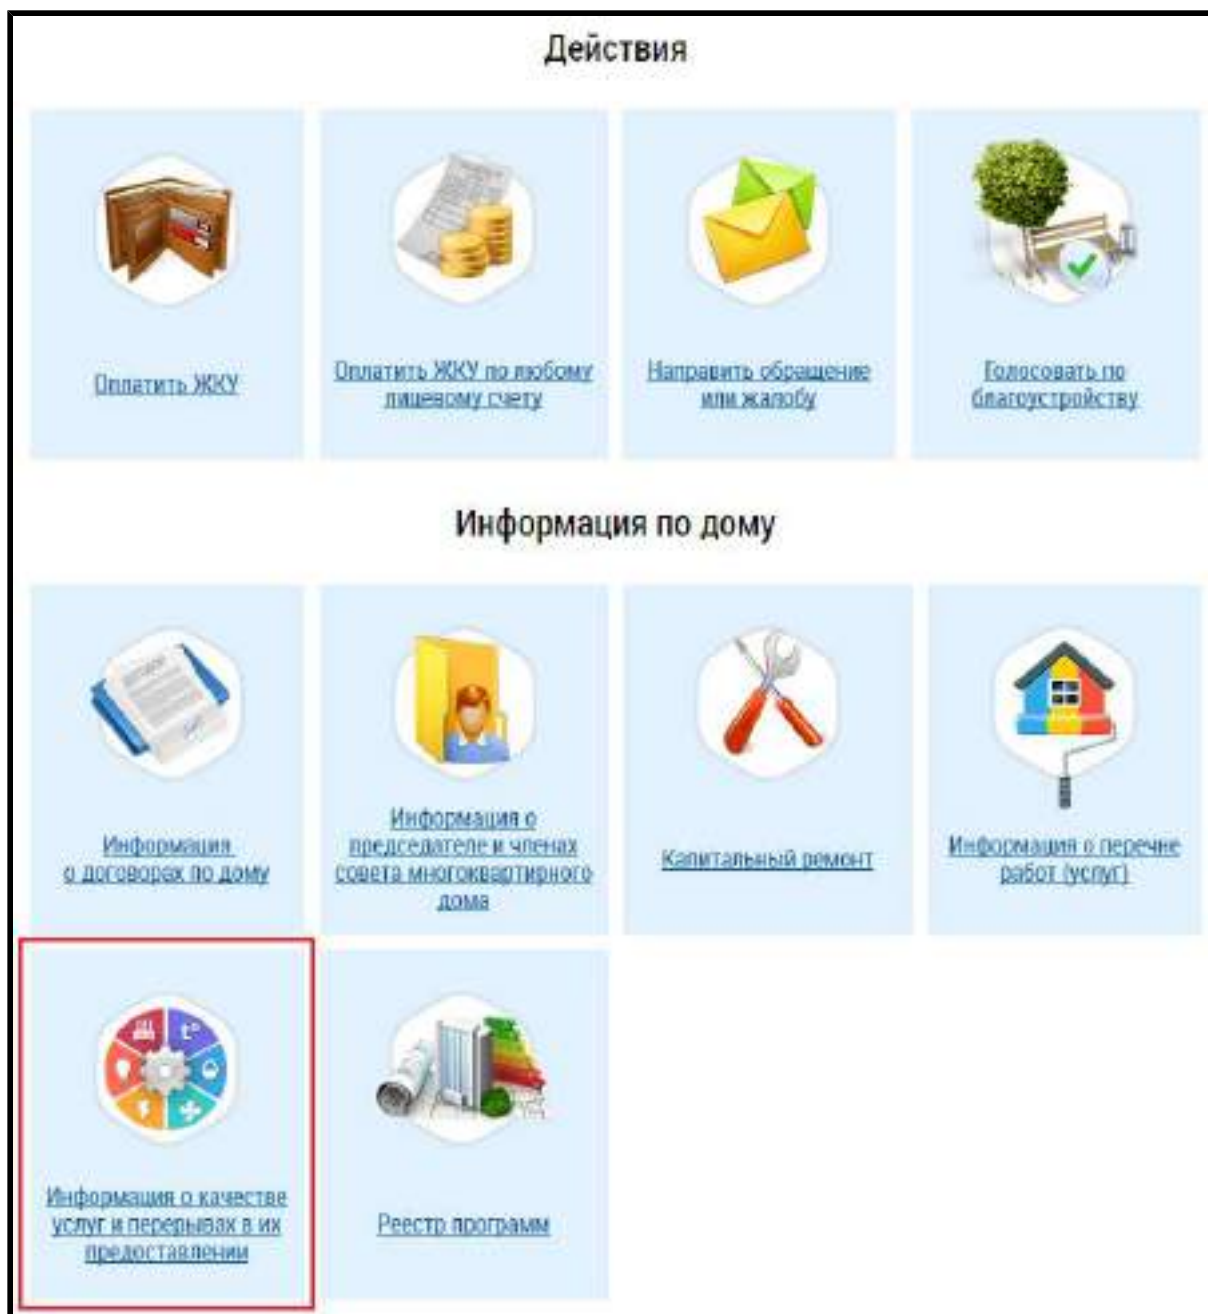 Действия
Оплатить ЖКУ
Оплатить ЖКУ по любому
лицевому счету
Направить обращение
или жалобу
Голосовать по
благоустройству
Информация по дому
Информация
о договорах по дому
Информация о
председателе и членах
совета многоквартирного
дома
Капитальный ремонт
Информация о перечне
работ (услуг)
t°
Информация о качестве
услуг и перерывах в их
предоставлении
Реестр программ